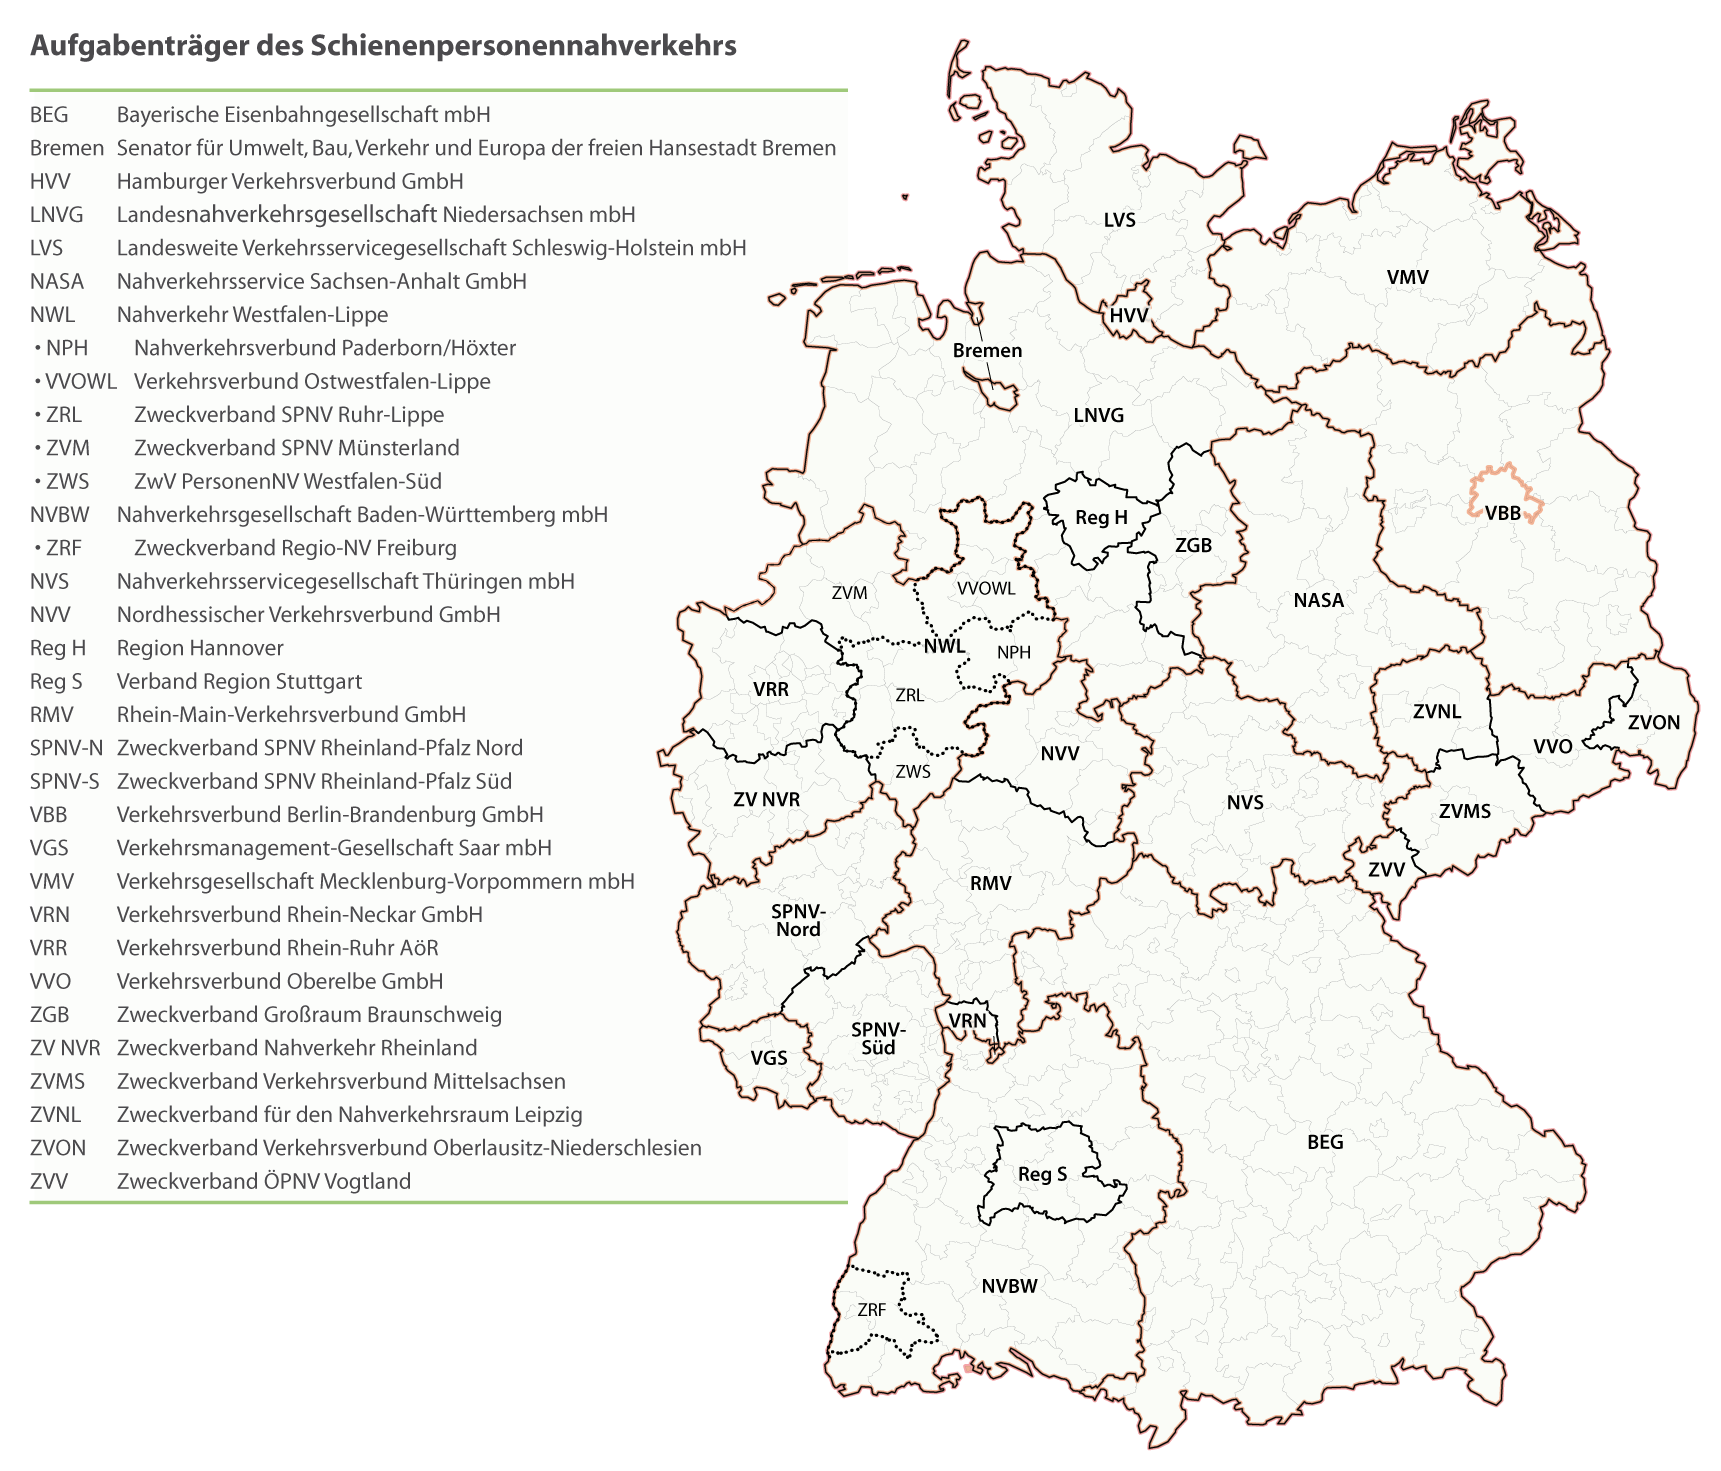 Aufgabenträger des Schienenpersonennahverkehrs
BEG Bayerische Eisenbahngesellschaft mbH
Bremen Senator für Umwelt, Bau, Verkehr und Europa der freien Hansestadt Bremen
HVV Hamburger Verkehrsverbund GmbH
LNVG Landesnahverkehrsgesellschaft Niedersachsen mbH
LVS Landesweite Verkehrsservicegesellschaft Schleswig-Holstein mbH
NASA Nahverkehrsservice Sachsen-Anhalt GmbH
NWL Nahverkehr Westfalen-Lippe
• NPH Nahverkehrsverbund Paderborn/Höxter
• VVOWL Verkehrsverbund Ostwestfalen-Lippe
• ZRL Zweckverband SPNV Ruhr-Lippe
• ZVM Zweckverband SPNV Münsterland
• ZWS ZwV PersonenNV Westfalen-Süd
NVBW Nahverkehrsgesellschaft Baden-Württemberg mbH
• ZRF Zweckverband Regio-NV Freiburg
NVS Nahverkehrsservicegesellschaft Thüringen mbH
NVV Nordhessischer Verkehrsverbund GmbH
Reg H Region Hannover
Reg S Verband Region Stuttgart
RMV Rhein-Main-Verkehrsverbund GmbH
SPNV-N Zweckverband SPNV Rheinland-Pfalz Nord
SPNV-S Zweckverband SPNV Rheinland-Pfalz Süd
VBB Verkehrsverbund Berlin-Brandenburg GmbH
VGS Verkehrsmanagement-Gesellschaft Saar mbH
VMV Verkehrsgesellschaft Mecklenburg-Vorpommern mbH
VRN Verkehrsverbund Rhein-Neckar GmbH
VRR Verkehrsverbund Rhein-Ruhr AöR
VVO Verkehrsverbund Oberelbe GmbH
ZGB Zweckverband Großraum Braunschweig
ZV NVR Zweckverband Nahverkehr Rheinland
ZVMS Zweckverband Verkehrsverbund Mittelsachsen
ZVNL Zweckverband für den Nahverkehrsraum Leipzig
ZVON Zweckverband Verkehrsverbund Oberlausitz-Niederschlesien
ZVV Zweckverband ÖPNV Vogtland
LVS
VMV
HVV
Bremen
LNVG
VBB
Reg H
ZGB
VVOWL
ZVM
NASA
NWL
NPH
VRR
ZRL
ZVNL
ZVON
VVO
NVV
ZWS
ZV NVR
NVS
ZVMS
ZVV
RMV
SPNV-
Nord
VRN
SPNV-
Süd
VGS
BEG
Reg S
NVBW
ZRF